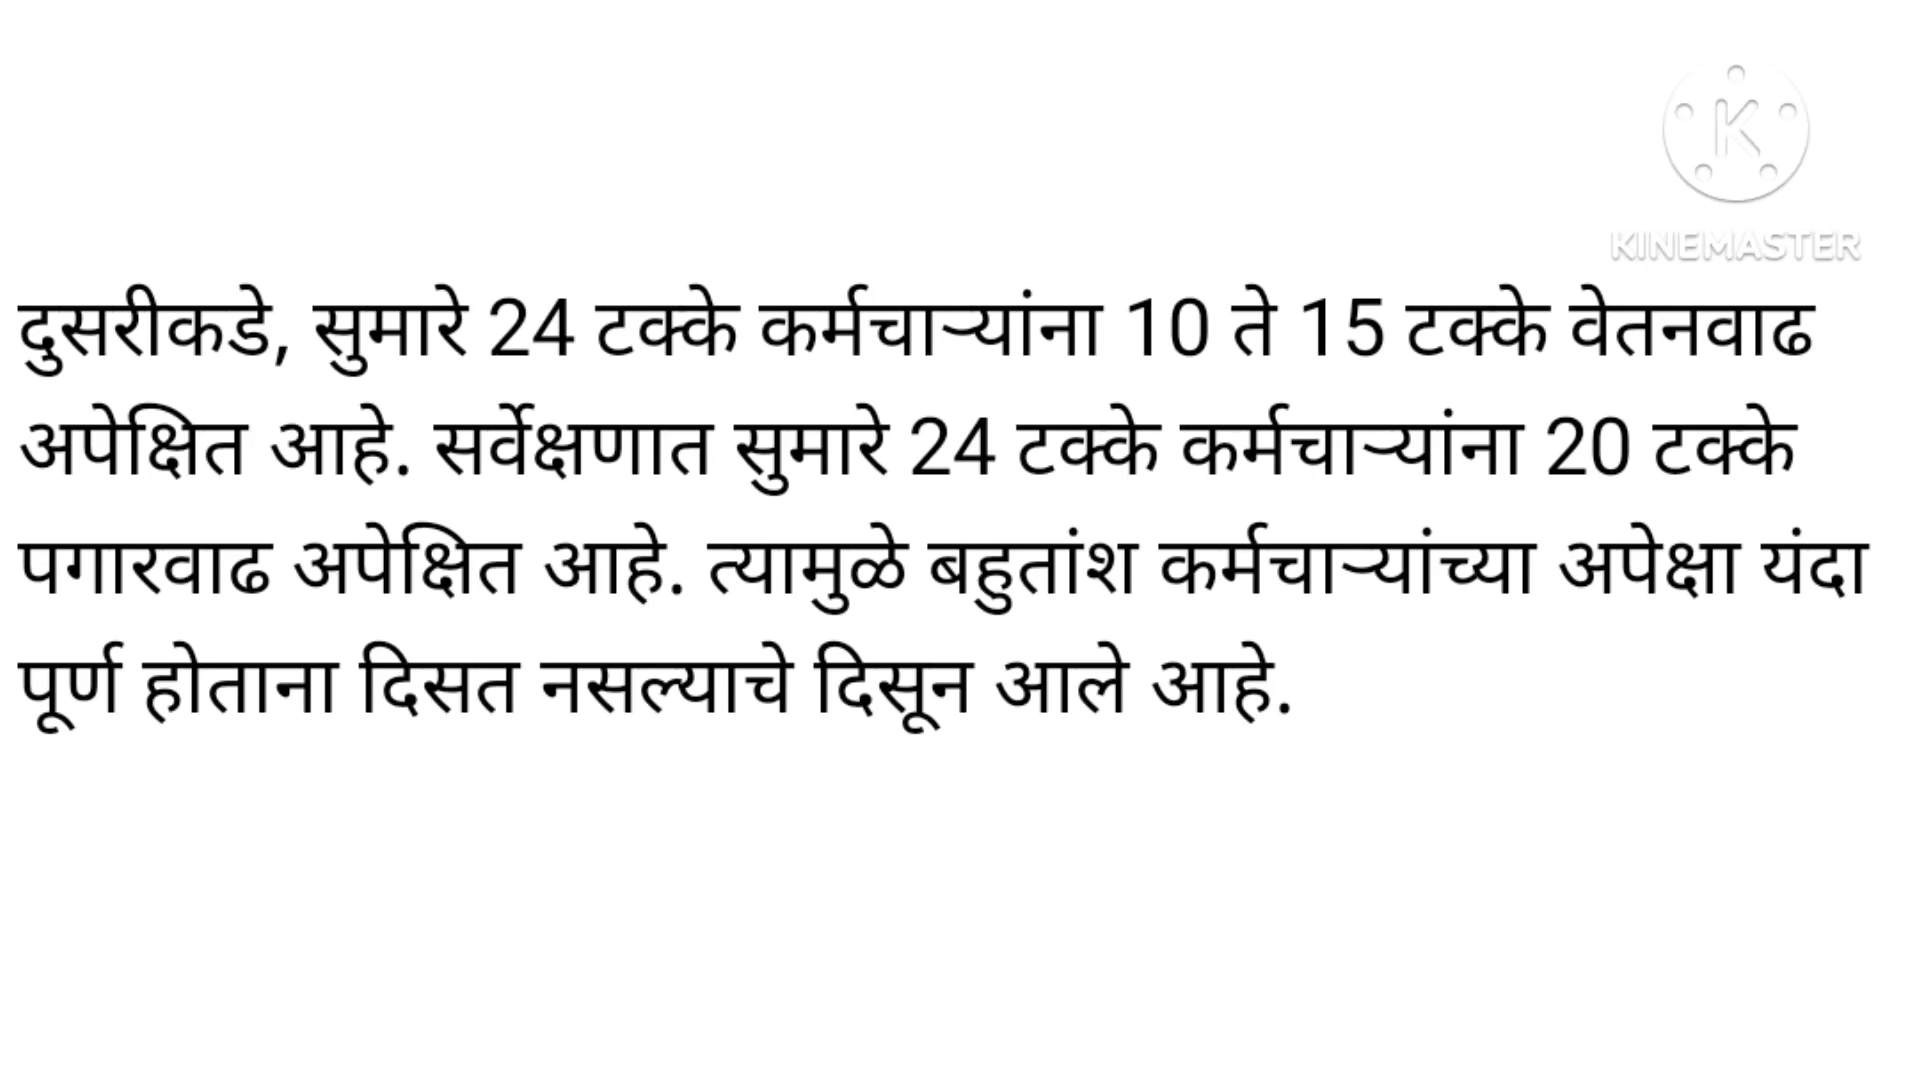 KINEMASTER
दुसरीकडे, सुमारे 24 टक्के कर्मचाऱ्यांना 10 ते 15 टक्के वेतनवाढ
अपेक्षित आहे. सर्वेक्षणात सुमारे 24 टक्के कर्मचाऱ्यांना 20 टक्के
पगारवाढ अपेक्षित आहे. त्यामुळे बहुतांश कर्मचाऱ्यांच्या अपेक्षा यंदा
पूर्ण होताना दिसत नसल्याचे दिसून आले आहे.